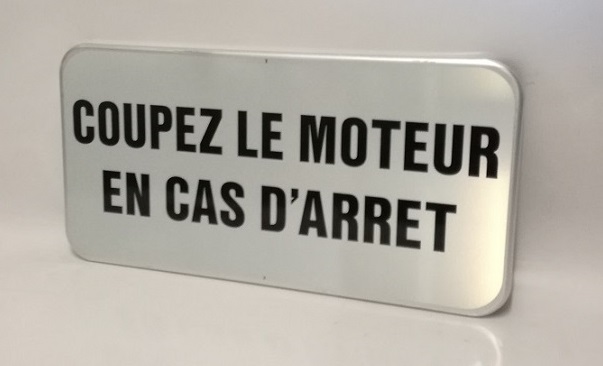 COUPEZ LE MOTEUR
EN CAS D'ARRET